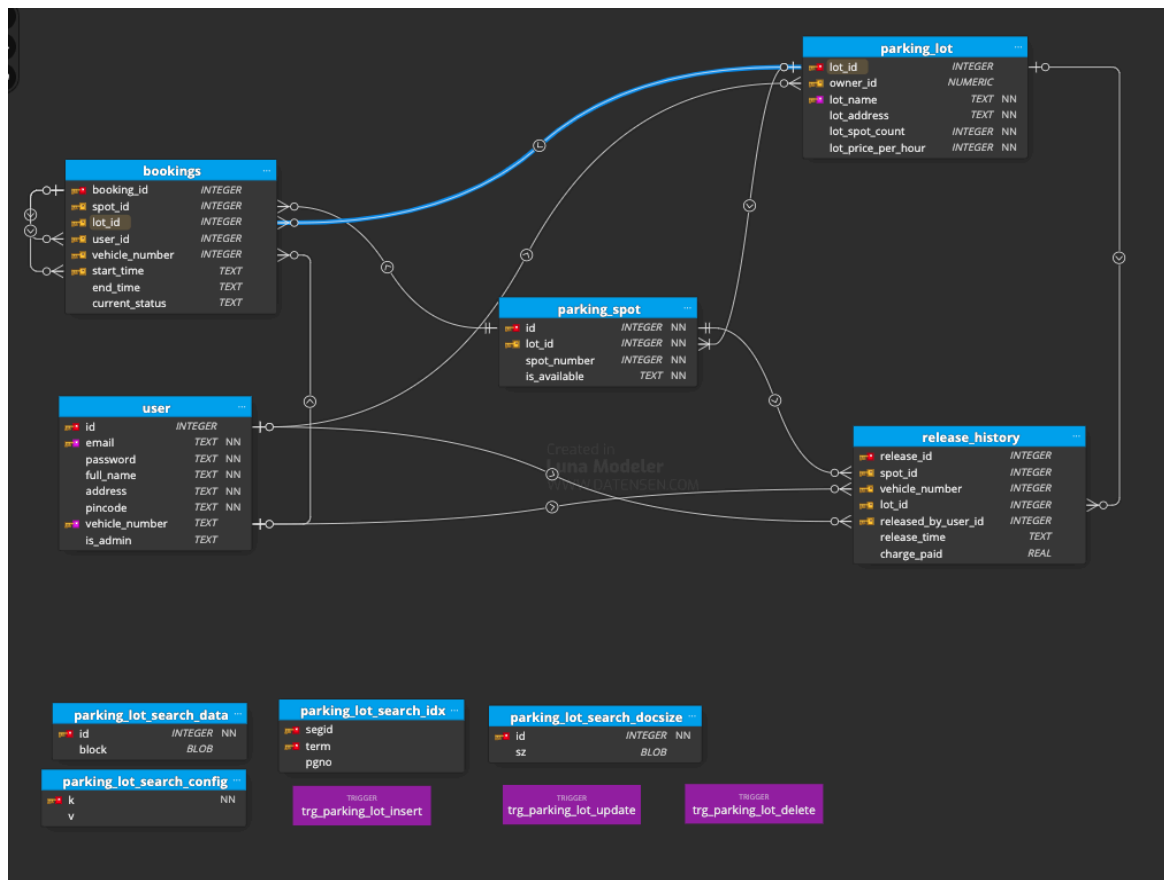 parking_lot ...
lot_id INTEGER
owner_id NUMERIC
lot_name TEXT NN
lot_address TEXT NN
lot_spot_count INTEGER NN
lot_price_per_hour INTEGER NN
bookings ...
booking_id INTEGER
spot_id INTEGER
lot_id INTEGER
user_id INTEGER
vehicle_number INTEGER
start_time TEXT
end_time TEXT
current_status TEXT
parking_spot ...
id INTEGER NN
lot_id INTEGER NN
spot_number INTEGER NN
is_available TEXT NN
user ...
id INTEGER
email TEXT NN
password TEXT NN
full_name TEXT NN
address TEXT NN
pincode TEXT NN
vehicle_number TEXT
is_admin TEXT
Created in
Luna Modeler
WWW.DATENSEN.COM
release_history ...
release_id INTEGER
spot_id INTEGER
vehicle_number INTEGER
lot_id INTEGER
released_by_user_id INTEGER
release_time TEXT
charge_paid REAL
parking_lot_search_data ...
id INTEGER NN
block BLOB
parking_lot_search_idx ...
segid
term
pgno
parking_lot_search_docsize ...
id INTEGER NN
sz BLOB
parking_lot_search_config ...
k NN
v
TRIGGER
trg_parking_lot_insert
TRIGGER
trg_parking_lot_update
TRIGGER
trg_parking_lot_delete